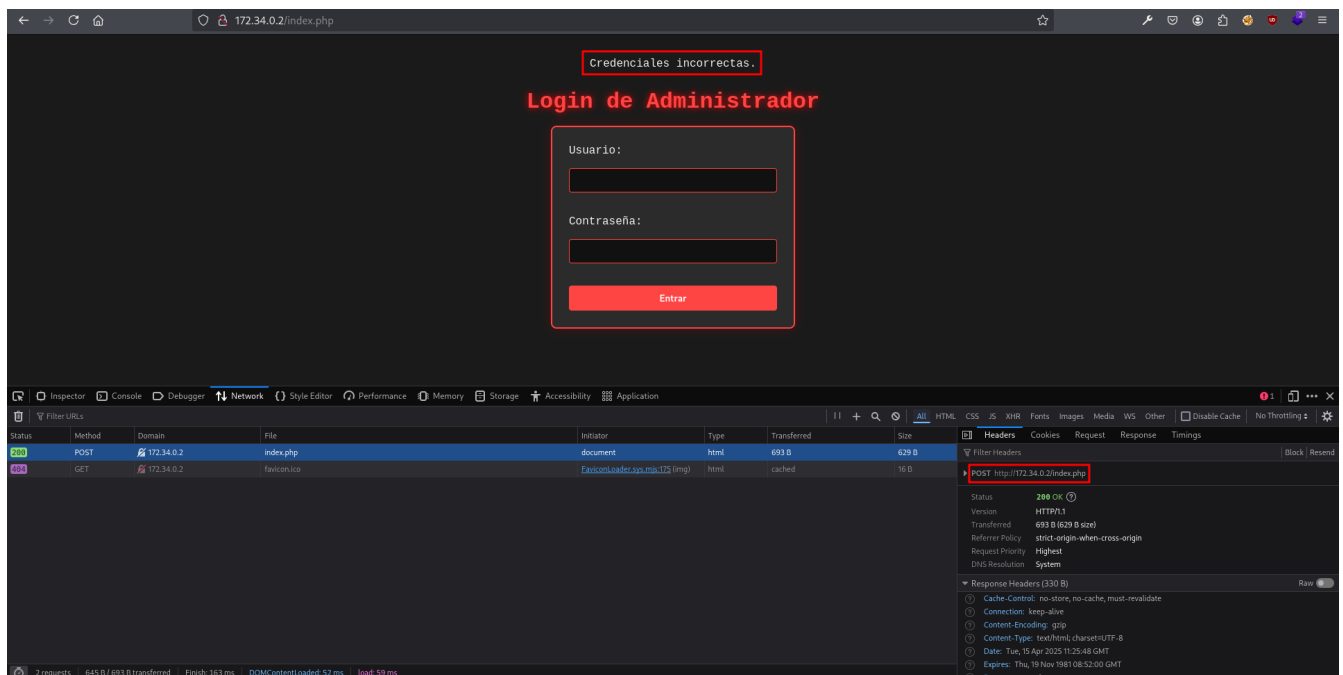 172.34.0.2/index.php
Credenciales incorrectas.
Login de Administrador
Usuario:
Contraseña:
Entrar
Inspector Console Debugger Network {} Style Editor Performance Memory Storage Accessibility Application 1
Filter URLs All HTML CSS JS XHR Fonts Images Media WS Other Disable Cache No Throttling
Status Method Domain File Initiator Type Transferred Size
200 POST 172.34.0.2 index.php document html 693 B 629 B
404 GET 172.34.0.2 favicon.ico FaviconLoader.sys.mjs:175 (img) html cached 16 B
Headers Cookies Request Response Timings
Filter Headers Block Resend
POST http://172.34.0.2/index.php
Status 200 OK
Version HTTP/1.1
Transferred 693 B (629 B size)
Referrer Policy strict-origin-when-cross-origin
Request Priority Highest
DNS Resolution System
Response Headers (330 B) Raw
Cache-Control: no-store, no-cache, must-revalidate
Connection: keep-alive
Content-Encoding: gzip
Content-Type: text/html; charset=UTF-8
Date: Tue, 15 Apr 2025 11:25:48 GMT
Expires: Thu, 19 Nov 1981 08:52:00 GMT
2 requests 645 B / 693 B transferred Finish: 163 ms DOMContentLoaded: 52 ms load: 59 ms